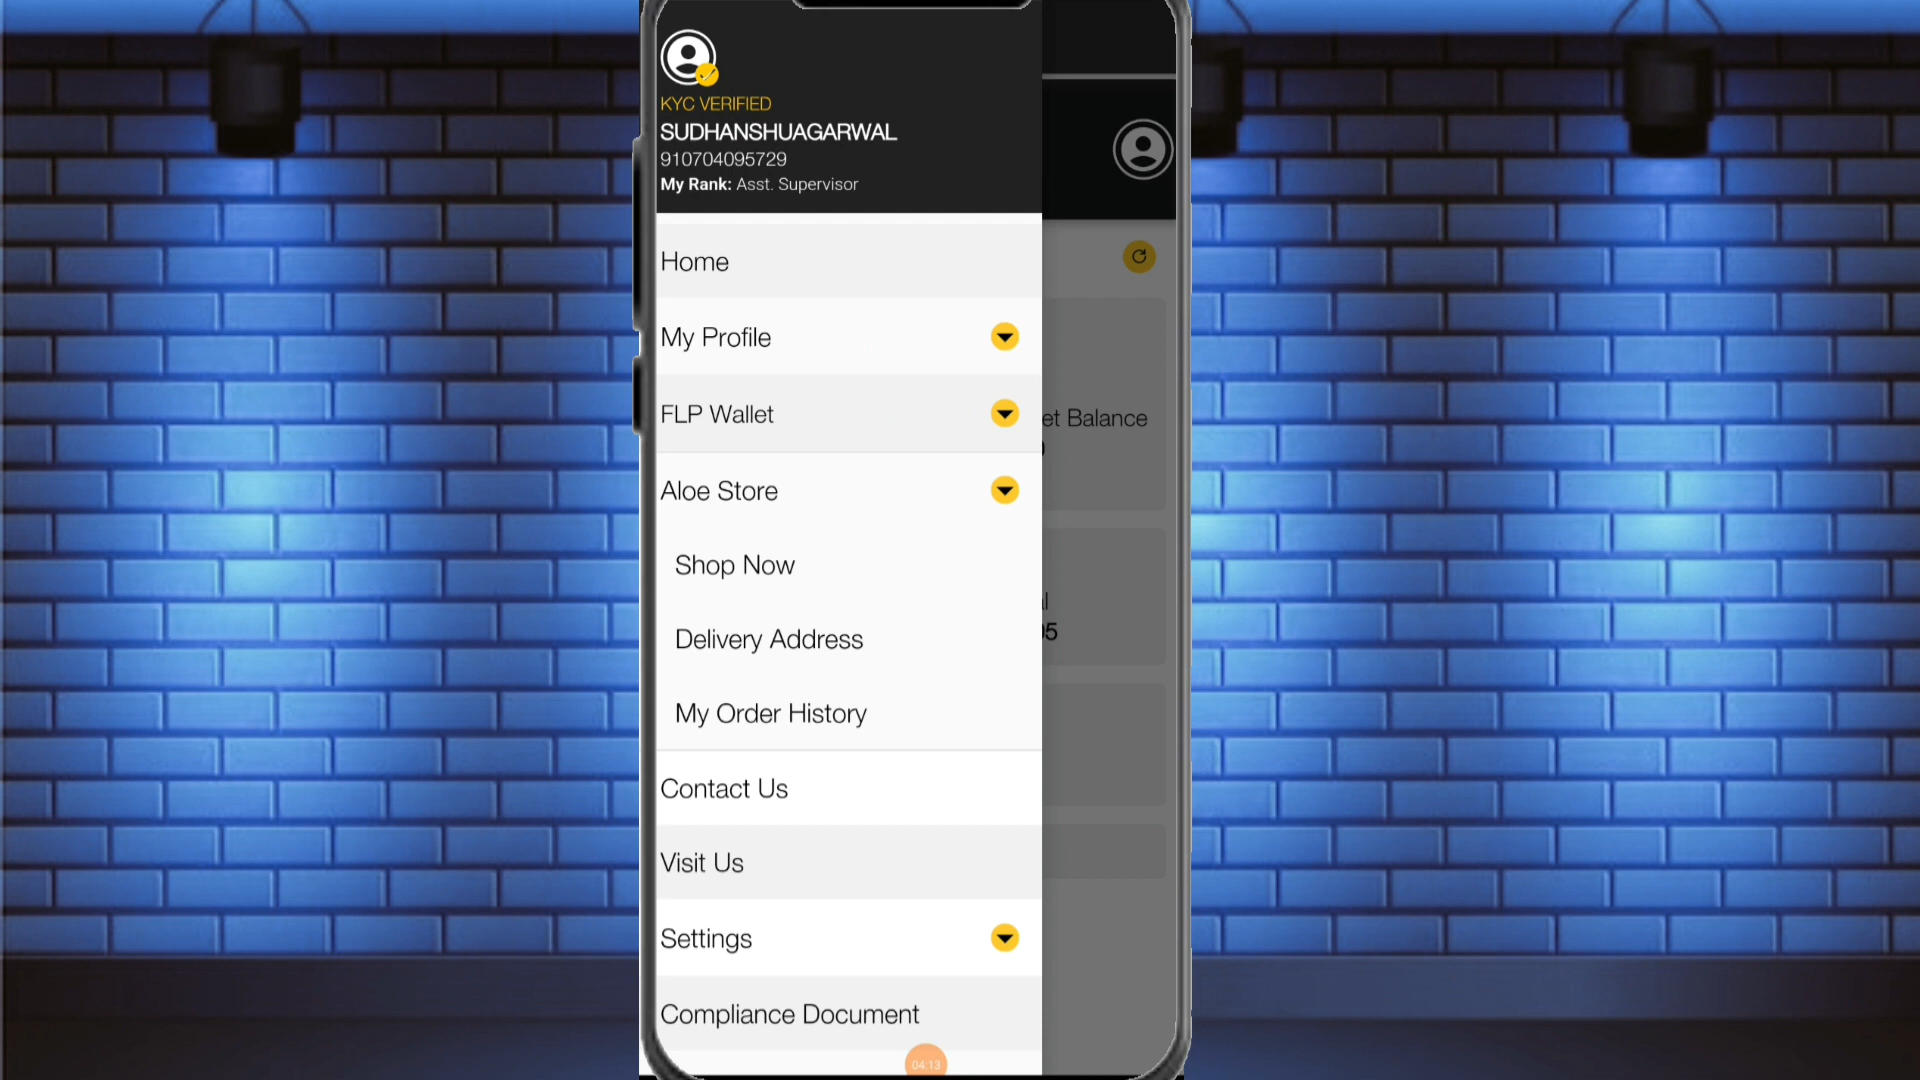 KYC VERIFIED
SUDHANSHUAGARWAL
910704095729
My Rank: Asst. Supervisor
Home
My Profile
FLP Wallet
et Balance
Aloe Store
Shop Now
Delivery Address
My Order History
Contact Us
Visit Us
Settings
Compliance Document
04:13